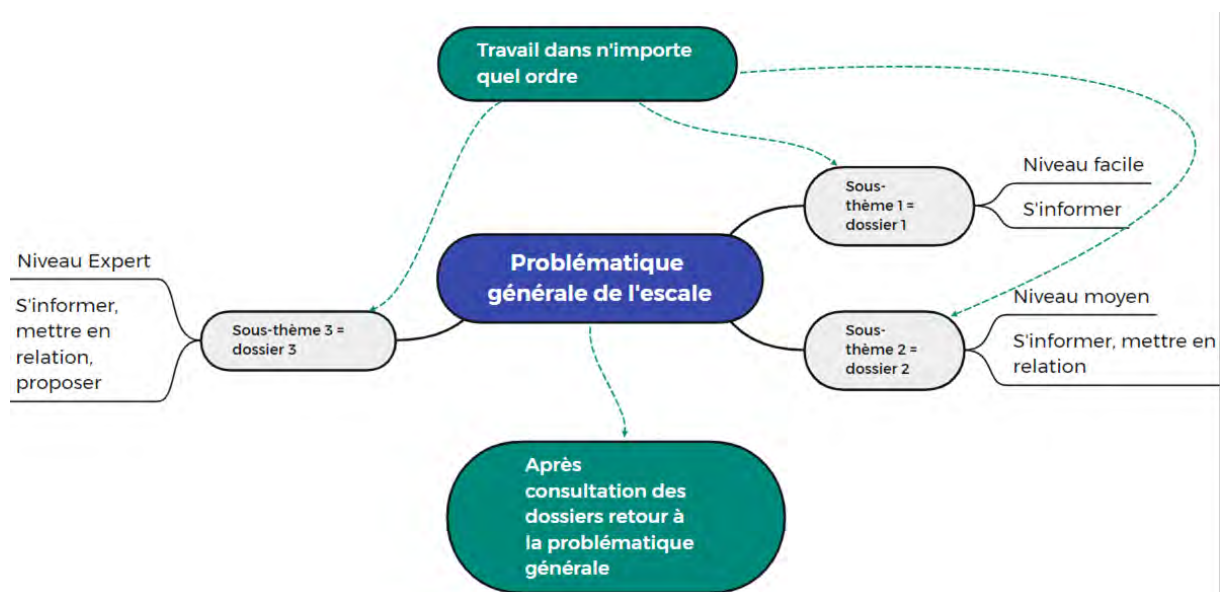 Travail dans n'importe
quel ordre
Niveau facile
S'informer
Sous-
thème 1 =
dossier 1
Problématique
générale de l'escale
Niveau Expert
S'informer,
mettre en
relation,
proposer
Sous-thème 3 =
dossier 3
Niveau moyen
S'informer, mettre en
relation
Sous-
thème 2 =
dossier 2
Après
consultation des
dossiers retour à
la problématique
générale